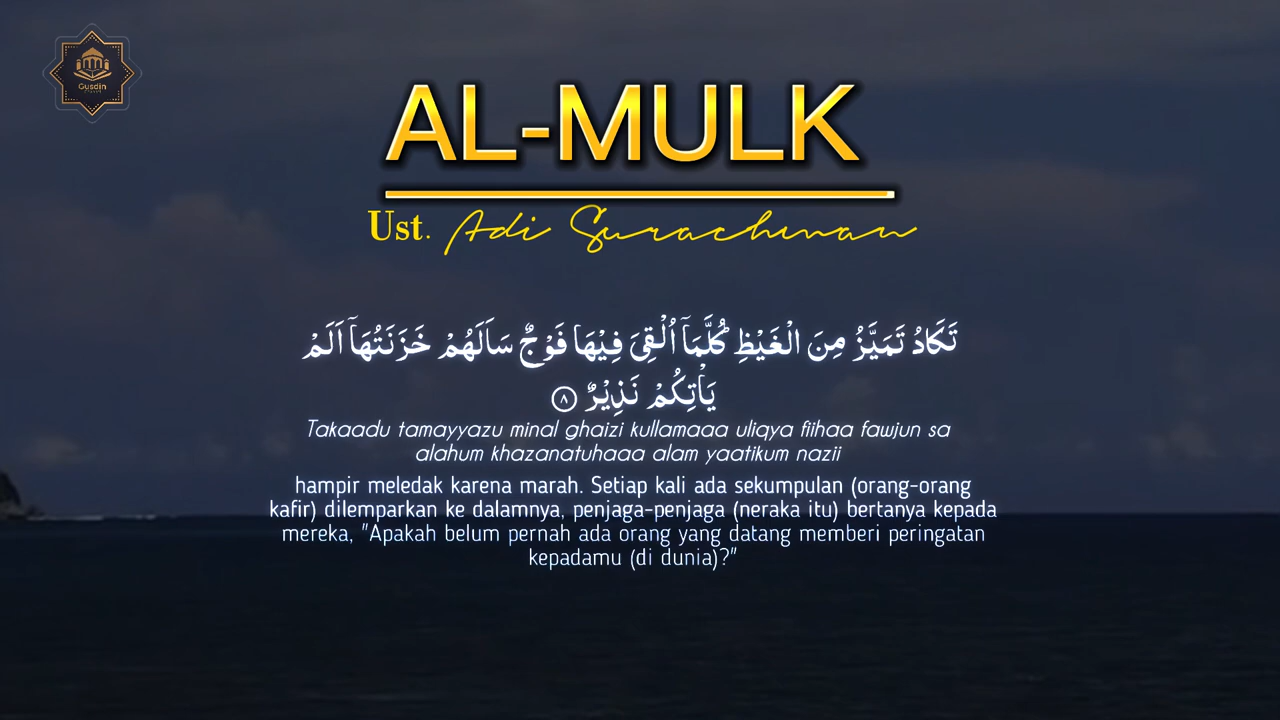 Gusdin
AL-MULK
Ust. Adi Surachman
تَكَادُ تَمَيَّزُ مِنَ الْغَيْظِۗ كُلَّمَآ اُلْقِيَ فِيْهَا فَوْجٌ سَاَلَهُمْ خَزَنَتُهَآ اَلَمْ
يَأْتِكُمْ نَذِيْرٌ ٨
Takaadu tamayyazu minal ghaizi kullamaaa uliqya fiihaa fawjun sa
alahum khazanatuhaaa alam yaatikum nazii
hampir meledak karena marah. Setiap kali ada sekumpulan (orang-orang
kafir) dilemparkan ke dalamnya, penjaga-penjaga (neraka itu) bertanya kepada
mereka, "Apakah belum pernah ada orang yang datang memberi peringatan
kepadamu (di dunia)?"